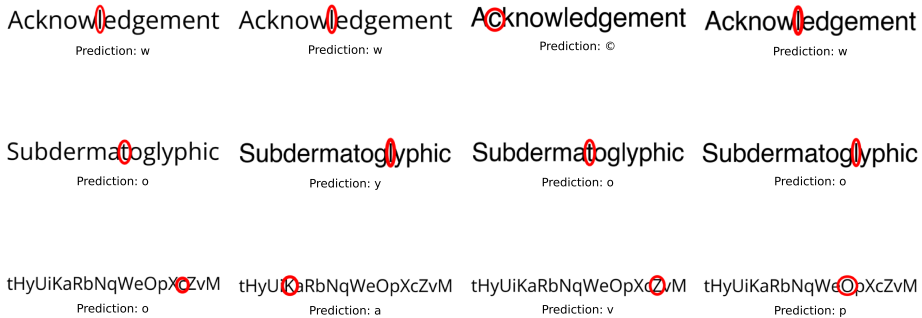 Acknowledgement Acknowledgement Acknowledgement Acknowledgement
Prediction: w Prediction: w Prediction: © Prediction: w
Subdermatoglyphic Subdermatoglyphic Subdermatoglyphic Subdermatoglyphic
Prediction: o Prediction: y Prediction: o Prediction: o
tHyUiKaRbNqWeOpXcZvM tHyUiKaRbNqWeOpXcZvM tHyUiKaRbNqWeOpXcZvM tHyUiKaRbNqWeOpXcZvM
Prediction: o Prediction: a Prediction: v Prediction: p